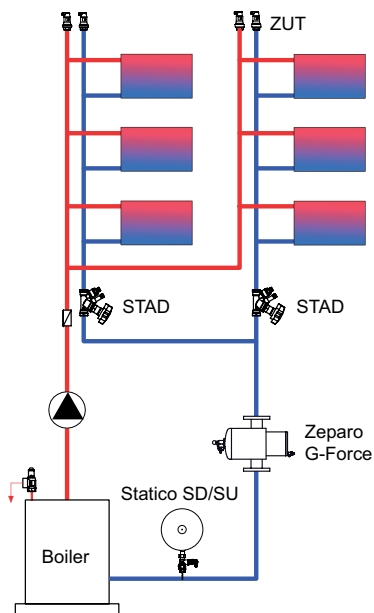 ZUT
STAD
STAD
Zeparo
G-Force
Statico SD/SU
Boiler